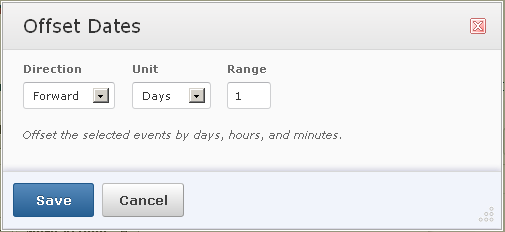 Offset Dates
Direction Unit Range
Forward Days 1
Offset the selected events by days, hours, and minutes.
Save Cancel